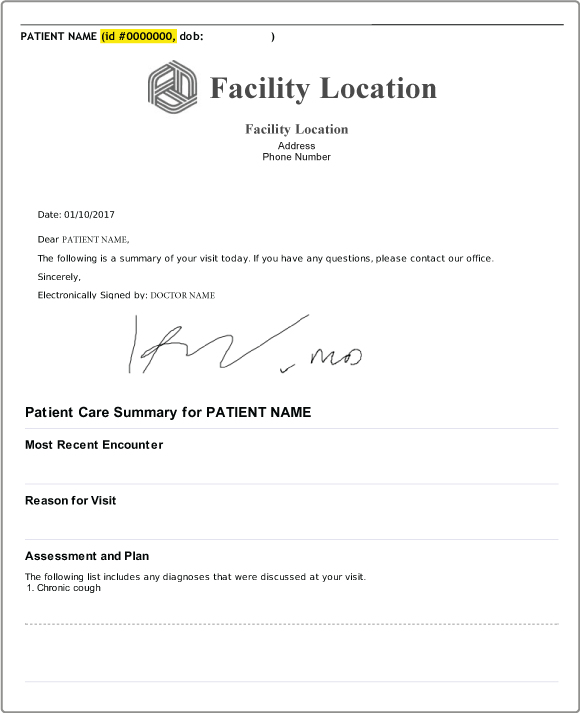 PATIENT NAME (id #0000000, dob: )
Facility Location
Facility Location
Address
Phone Number
Date: 01/10/2017
Dear PATIENT NAME,
The following is a summary of your visit today. If you have any questions, please contact our office.
Sincerely,
Electronically Signed by: DOCTOR NAME
, MD
Patient Care Summary for PATIENT NAME
Most Recent Encounter
Reason for Visit
Assessment and Plan
The following list includes any diagnoses that were discussed at your visit.
1. Chronic cough